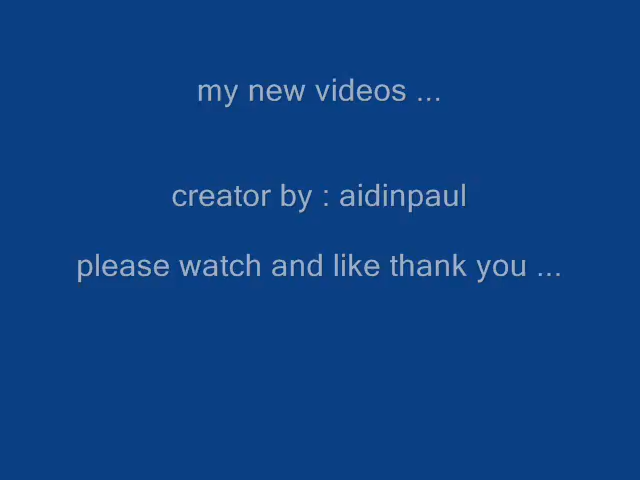 my new videos ...
creator by : aidinpaul
please watch and like thank you ...